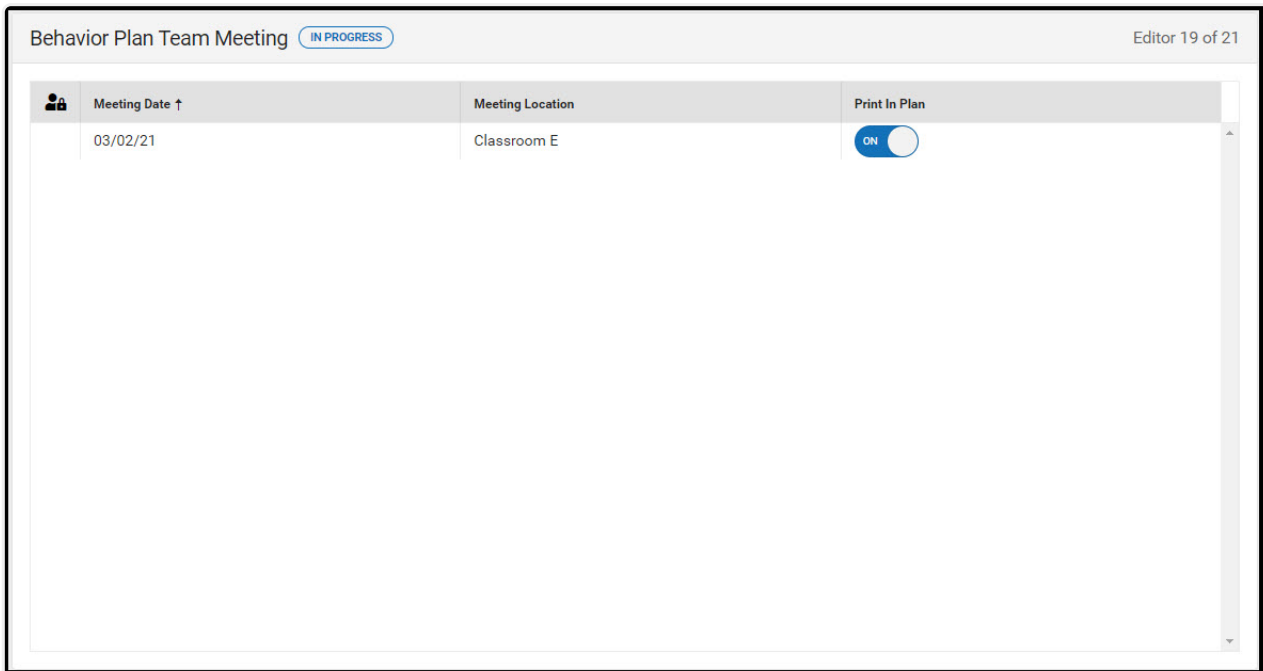 Behavior Plan Team Meeting IN PROGRESS Editor 19 of 21
Meeting Date ↑ Meeting Location Print In Plan
03/02/21 Classroom E ON